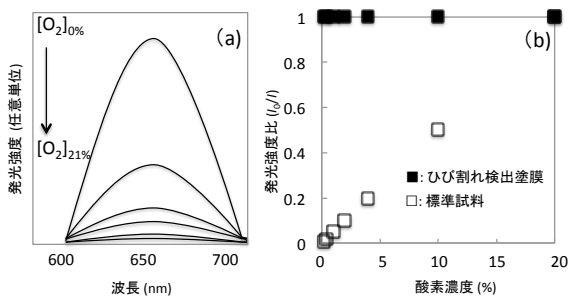 (a)
[O₂]₀%
[O₂]₂₁%
発光強度 (任意単位)
600
650
700
波長 (nm)
(b)
発光強度比 (I₀/I)
1
0.8
0.6
0.4
0.2
0
0
5
10
15
20
酸素濃度 (%)
■: ひび割れ検出塗膜
□: 標準試料